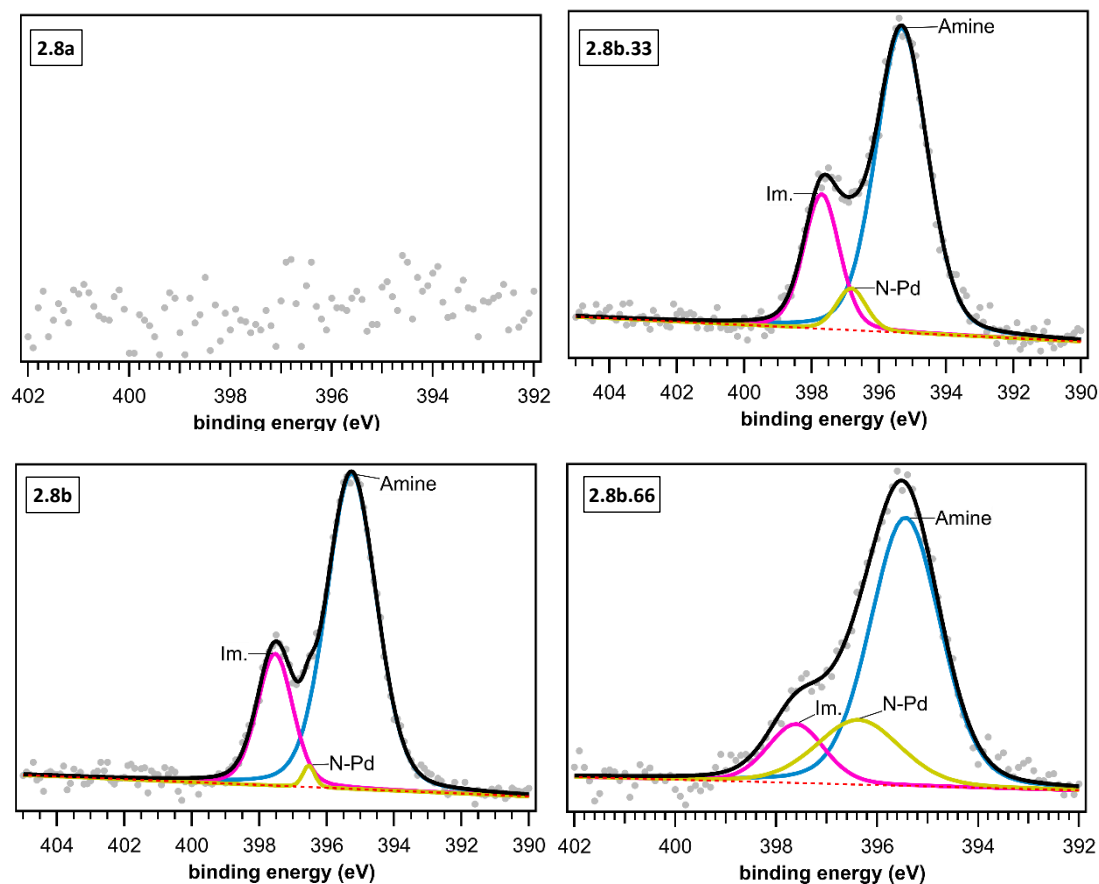 2.8a
402 400 398 396 394 392
binding energy (eV)
2.8b.33
Amine
Im.
N-Pd
404 402 400 398 396 394 392 390
binding energy (eV)
2.8b
Amine
Im.
N-Pd
404 402 400 398 396 394 392 390
binding energy (eV)
2.8b.66
Amine
Im.
N-Pd
402 400 398 396 394 392
binding energy (eV)